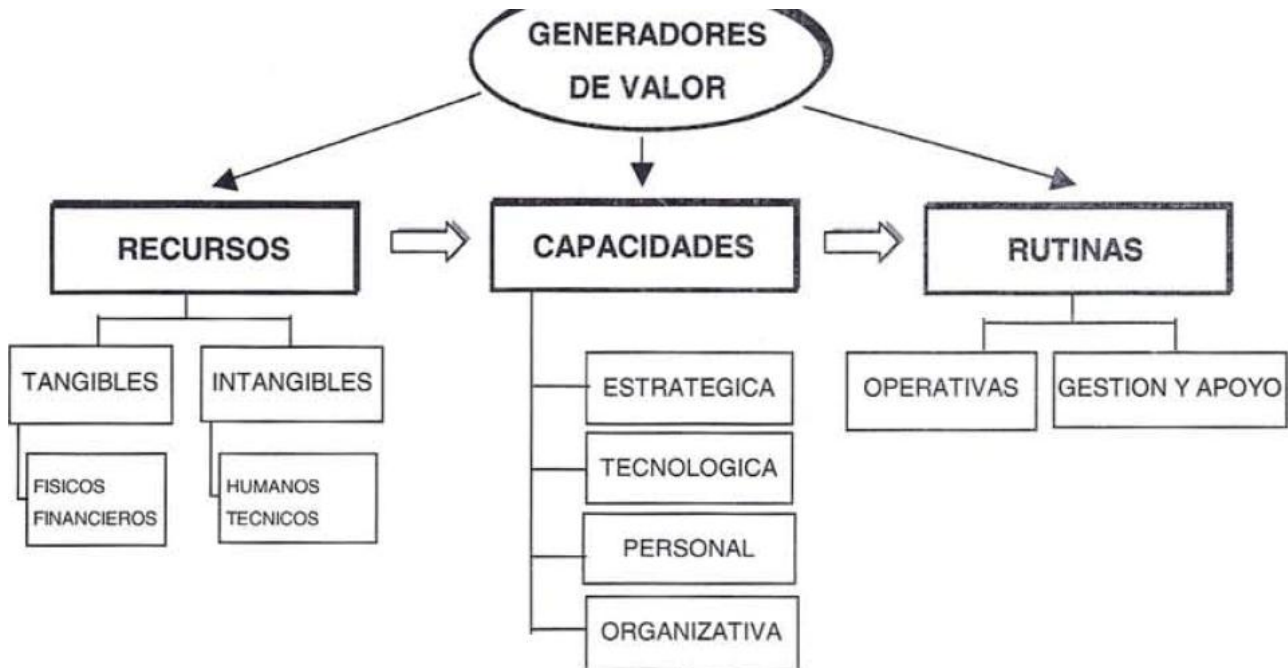 GENERADORES
DE VALOR
RECURSOS
CAPACIDADES
RUTINAS
TANGIBLES
INTANGIBLES
FISICOS
FINANCIEROS
HUMANOS
TECNICOS
ESTRATEGICA
TECNOLOGICA
PERSONAL
ORGANIZATIVA
OPERATIVAS
GESTION Y APOYO